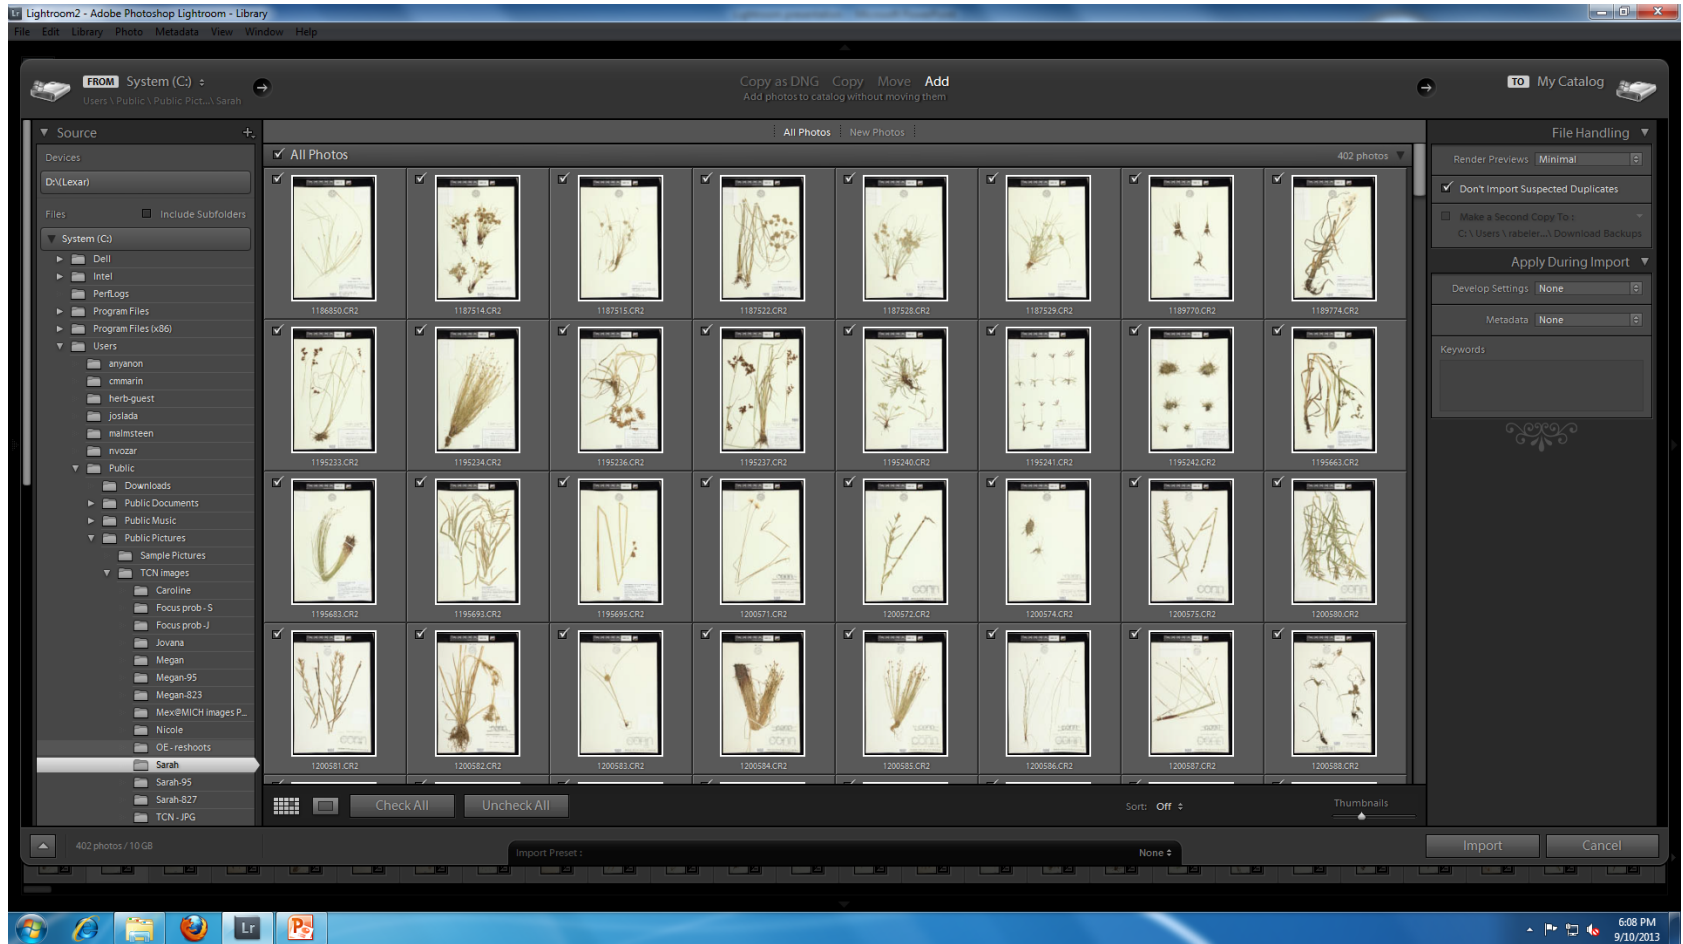 Lightroom2 - Adobe Photoshop Lightroom - Library
File Edit Library Photo Metadata View Window Help
FROM System (C:)
Users \ Public \ Public Pict...\ Sarah
Copy as DNG Copy Move Add
Add photos to catalog without moving them
TO My Catalog
Source
Devices
D:\(Lexar)
Files Include Subfolders
System (C:)
Dell
Intel
PerfLogs
Program Files
Program Files (x86)
Users
anyanon
cmmarin
herb-guest
joslada
malmsteen
nvozar
Public
Downloads
Public Documents
Public Music
Public Pictures
Sample Pictures
TCN images
Caroline
Focus prob - S
Focus prob -J
Jovana
Megan
Megan-95
Megan-823
Mex@MICH images P...
Nicole
OE - reshoots
Sarah
Sarah-95
Sarah-827
TCN - JPG
All Photos New Photos
All Photos 402 photos
1186850.CR2 1187514.CR2 1187515.CR2 1187522.CR2 1187528.CR2 1187529.CR2 1189770.CR2 1189774.CR2
1195233.CR2 1195234.CR2 1195236.CR2 1195237.CR2 1195240.CR2 1195241.CR2 1195242.CR2 1195663.CR2
1195683.CR2 1195693.CR2 1195695.CR2 1200571.CR2 1200572.CR2 1200574.CR2 1200575.CR2 1200580.CR2
1200581.CR2 1200582.CR2 1200583.CR2 1200584.CR2 1200585.CR2 1200586.CR2 1200587.CR2 1200588.CR2
Check All Uncheck All Sort: Off Thumbnails
File Handling
Render Previews Minimal
Don't Import Suspected Duplicates
Make a Second Copy To :
C: \ Users \ rabeler...\ Download Backups
Apply During Import
Develop Settings None
Metadata None
Keywords
402 photos / 10 GB
Import Preset : None
Import Cancel
Lr
6:08 PM
9/10/2013